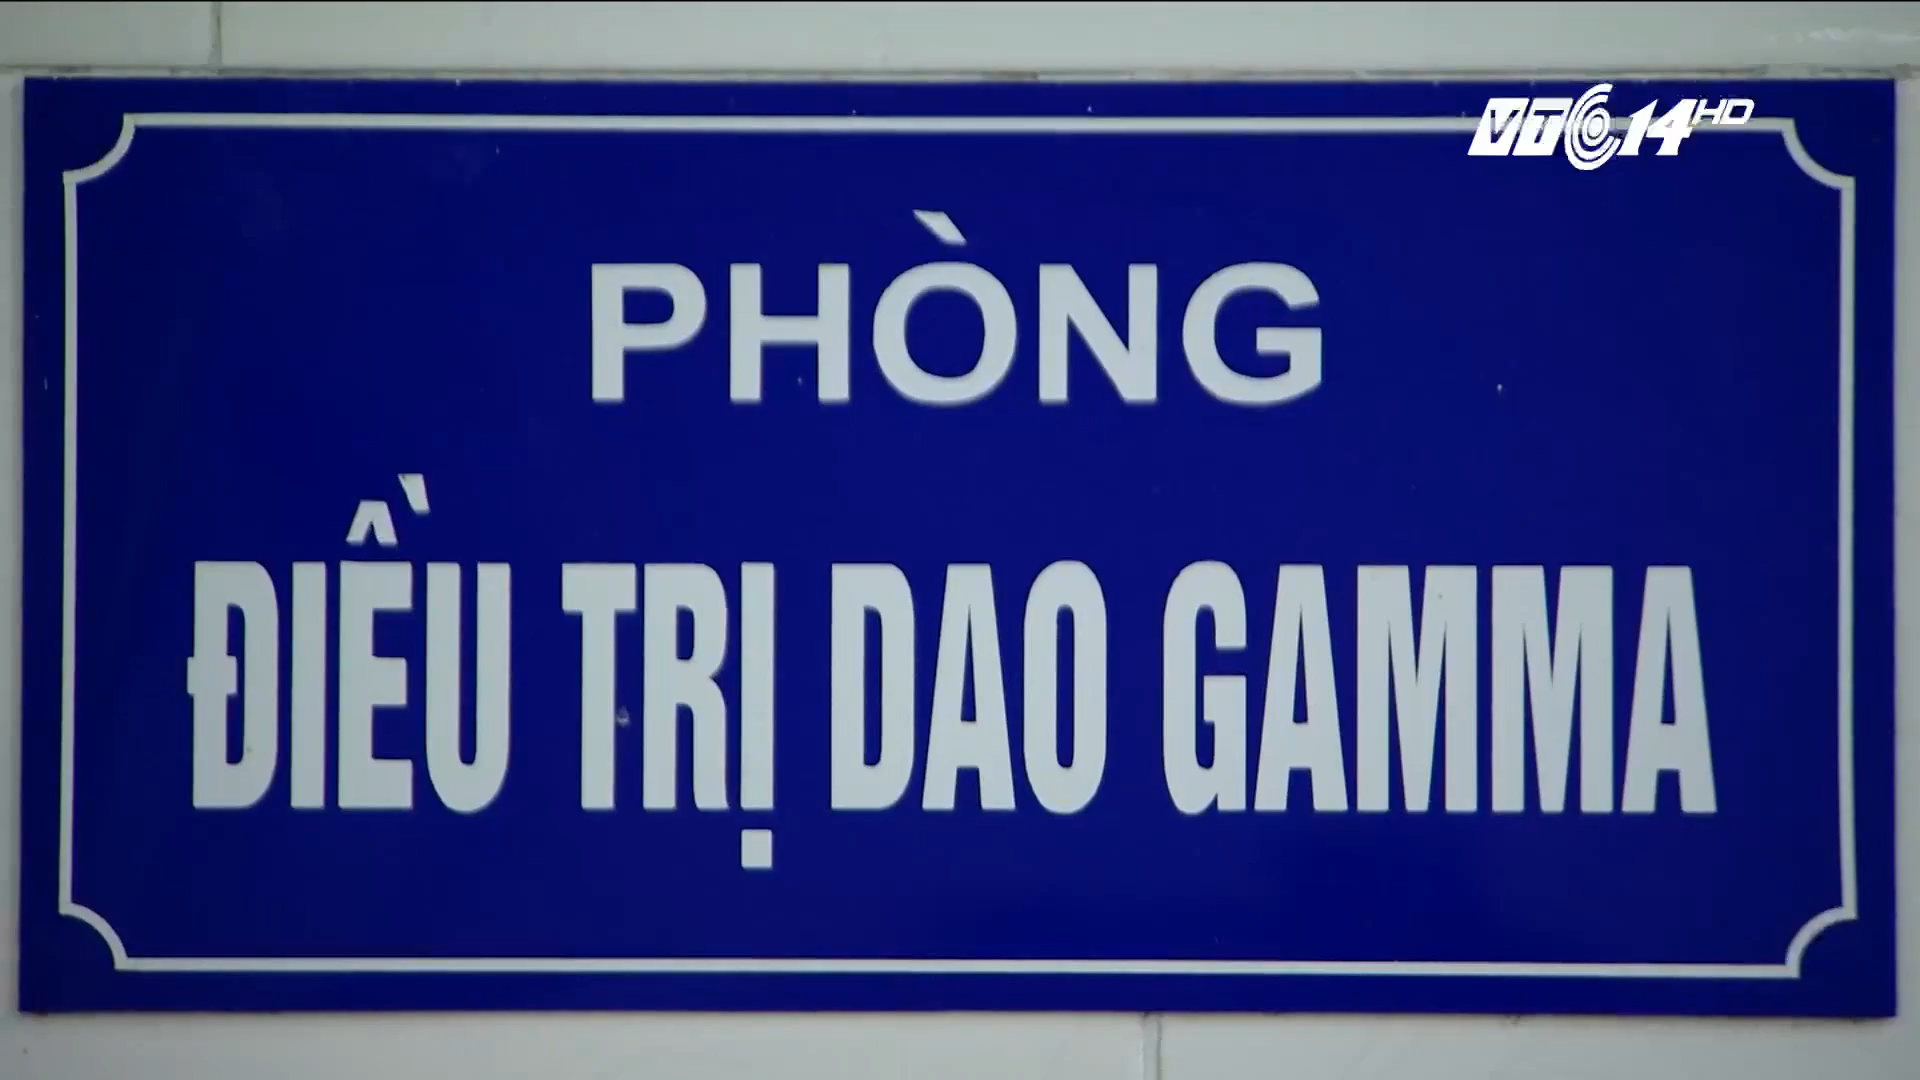 VTC14 HD
PHÒNG
ĐIỀU TRỊ DAO GAMMA